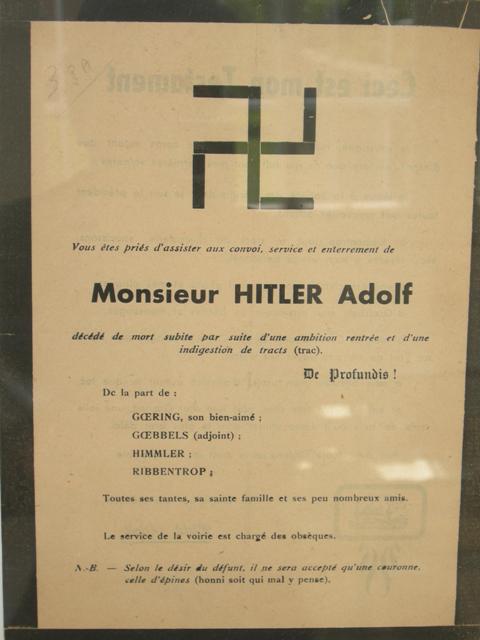 Ceci est mon Testament
Vous êtes priés d'assister aux convoi, service et enterrement de
Monsieur HITLER Adolf
décédé de mort subite par suite d'une ambition rentrée et d'une
indigestion de tracts (trac).
De Profundis !
De la part de :
GŒRING, son bien-aimé ;
GŒBBELS (adjoint) ;
HIMMLER ;
RIBBENTROP ;
Toutes ses tantes, sa sainte famille et ses peu nombreux amis.
Le service de la voirie est chargé des obsèques.
N.-B. — Selon le désir du défunt, il ne sera accepté qu'une couronne,
celle d'épines (honni soit qui mal y pense).